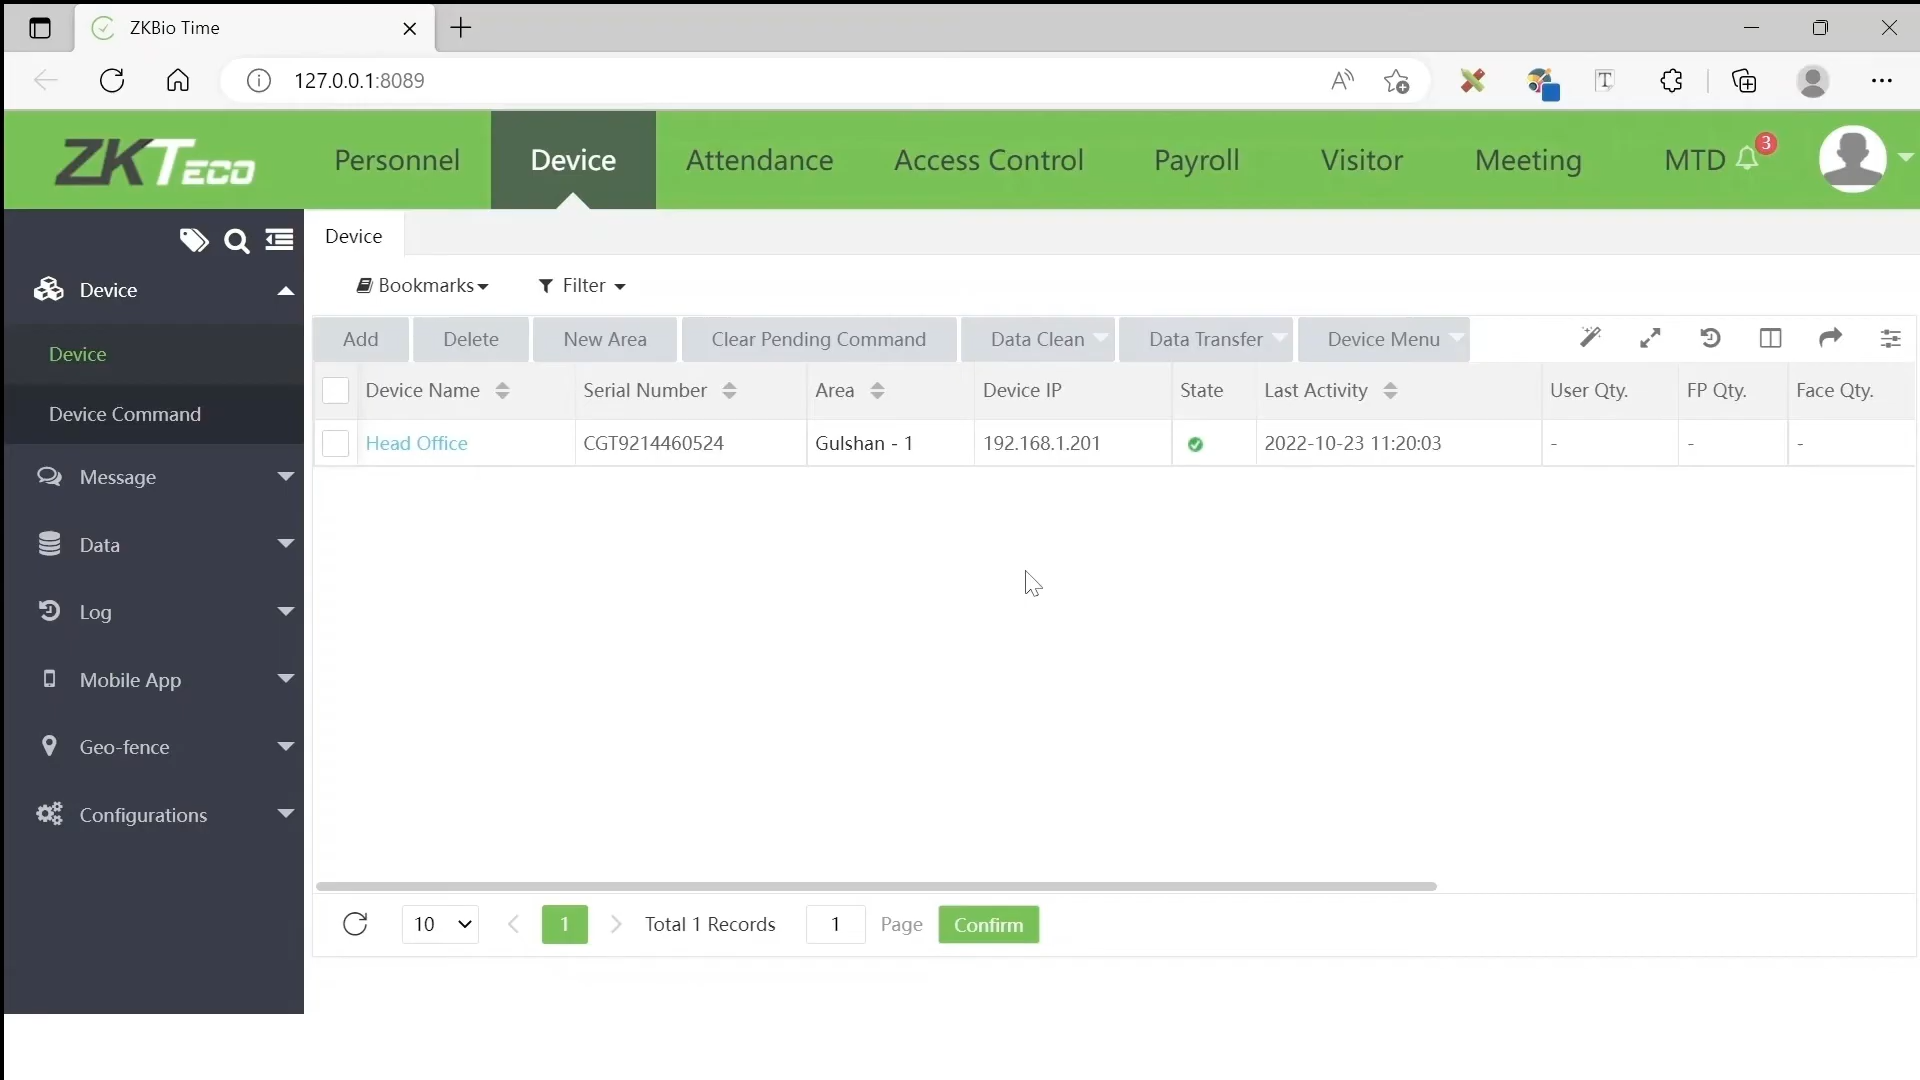 ZKBio Time
127.0.0.1:8089
ZKTECO
Personnel
Device
Attendance
Access Control
Payroll
Visitor
Meeting
MTD
3
Device
Device
Bookmarks
Filter
Device
Add
Delete
New Area
Clear Pending Command
Data Clean
Data Transfer
Device Menu
Device Command
Device Name
Serial Number
Area
Device IP
State
Last Activity
User Qty.
FP Qty.
Face Qty.
Head Office
CGT9214460524
Gulshan - 1
192.168.1.201
2022-10-23 11:20:03
-
-
-
Message
Data
Log
Mobile App
Geo-fence
Configurations
10
1
Total 1 Records
1
Page
Confirm